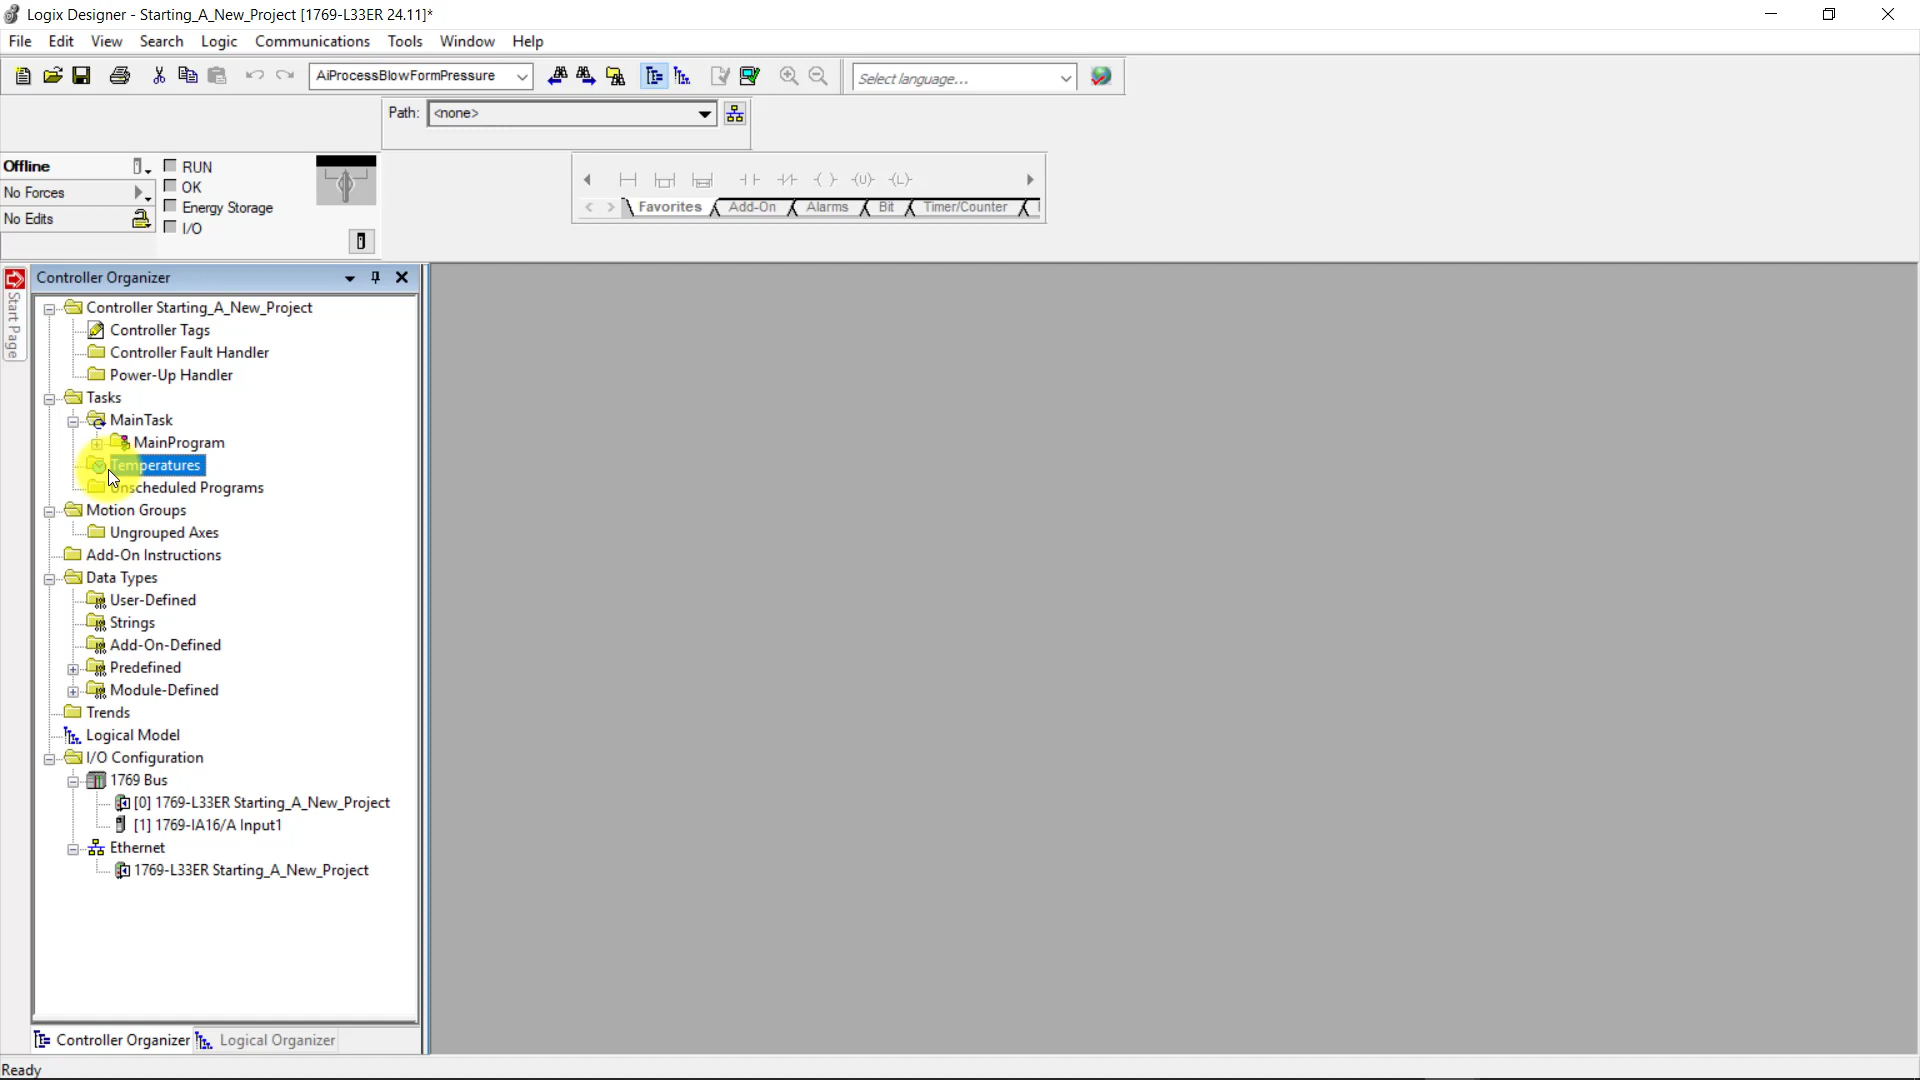 Logix Designer - Starting_A_New_Project [1769-L33ER 24.11]*
File Edit View Search Logic Communications Tools Window Help
AiProcessBlowFormPressure
Select language...
Path: <none>
Offline
No Forces
No Edits
RUN
OK
Energy Storage
I/O
Favorites Add-On Alarms Bit Timer/Counter
Start Page
Controller Organizer
Controller Starting_A_New_Project
Controller Tags
Controller Fault Handler
Power-Up Handler
Tasks
MainTask
MainProgram
Temperatures
Unscheduled Programs
Motion Groups
Ungrouped Axes
Add-On Instructions
Data Types
User-Defined
Strings
Add-On-Defined
Predefined
Module-Defined
Trends
Logical Model
I/O Configuration
1769 Bus
[0] 1769-L33ER Starting_A_New_Project
[1] 1769-IA16/A Input1
Ethernet
1769-L33ER Starting_A_New_Project
Controller Organizer Logical Organizer
Ready